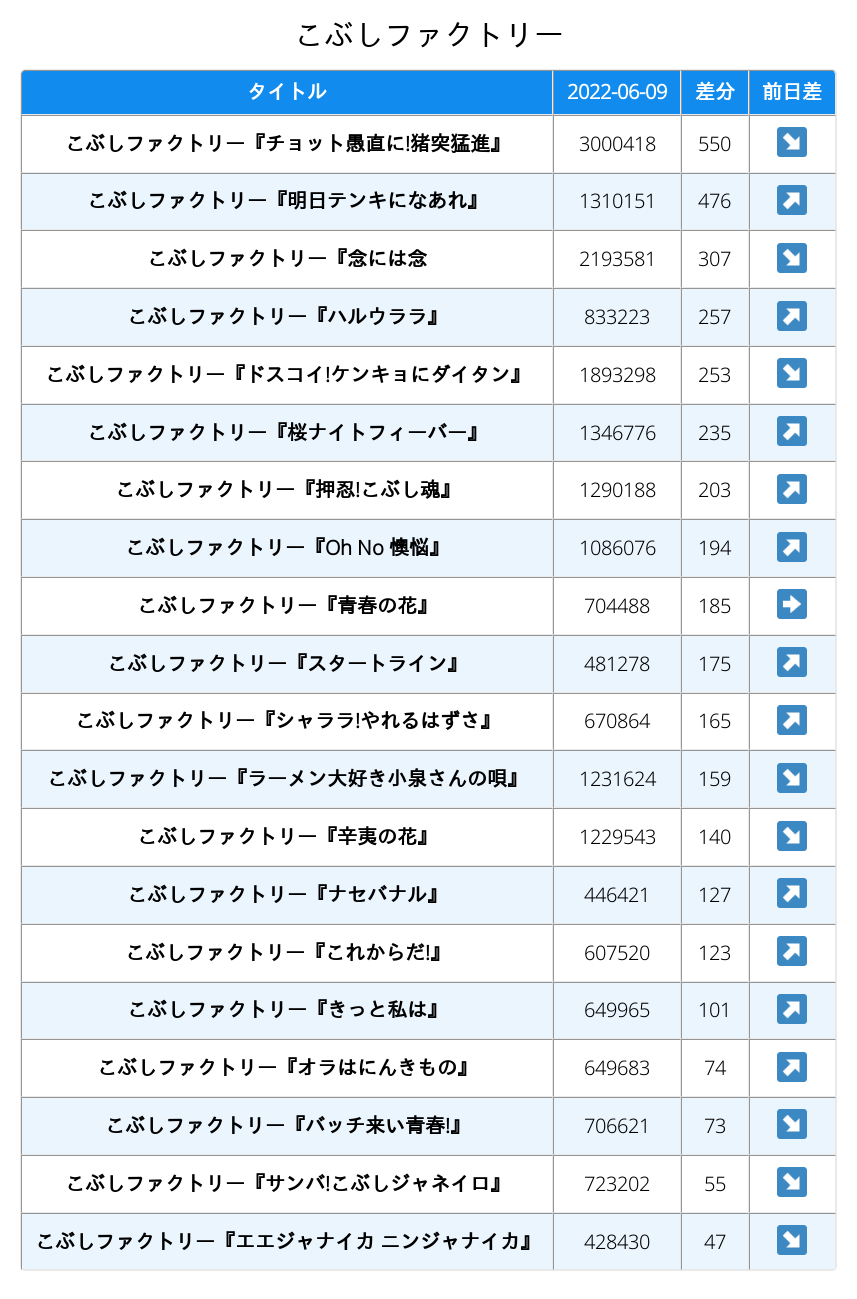 こぶしファクトリー
タイトル 2022-06-09 差分 前日差
こぶしファクトリー『チョット愚直に!猪突猛進』 3000418 550 ↘
こぶしファクトリー『明日テンキになあれ』 1310151 476 ↗
こぶしファクトリー『念には念 2193581 307 ↘
こぶしファクトリー『ハルウララ』 833223 257 ↗
こぶしファクトリー『ドスコイ!ケンキョにダイタン』 1893298 253 ↘
こぶしファクトリー『桜ナイトフィーバー』 1346776 235 ↗
こぶしファクトリー『押忍!こぶし魂』 1290188 203 ↗
こぶしファクトリー『Oh No 懊悩』 1086076 194 ↗
こぶしファクトリー『青春の花』 704488 185 ➡
こぶしファクトリー『スタートライン』 481278 175 ↗
こぶしファクトリー『シャララ!やれるはずさ』 670864 165 ↗
こぶしファクトリー『ラーメン大好き小泉さんの唄』 1231624 159 ↘
こぶしファクトリー『辛夷の花』 1229543 140 ↘
こぶしファクトリー『ナセバナル』 446421 127 ↗
こぶしファクトリー『これからだ!』 607520 123 ↗
こぶしファクトリー『きっと私は』 649965 101 ↗
こぶしファクトリー『オラはにんきもの』 649683 74 ↗
こぶしファクトリー『バッチ来い青春!』 706621 73 ↘
こぶしファクトリー『サンバ!こぶしジャネイロ』 723202 55 ↘
こぶしファクトリー『エエジャナイカ ニンジャナイカ』 428430 47 ↘